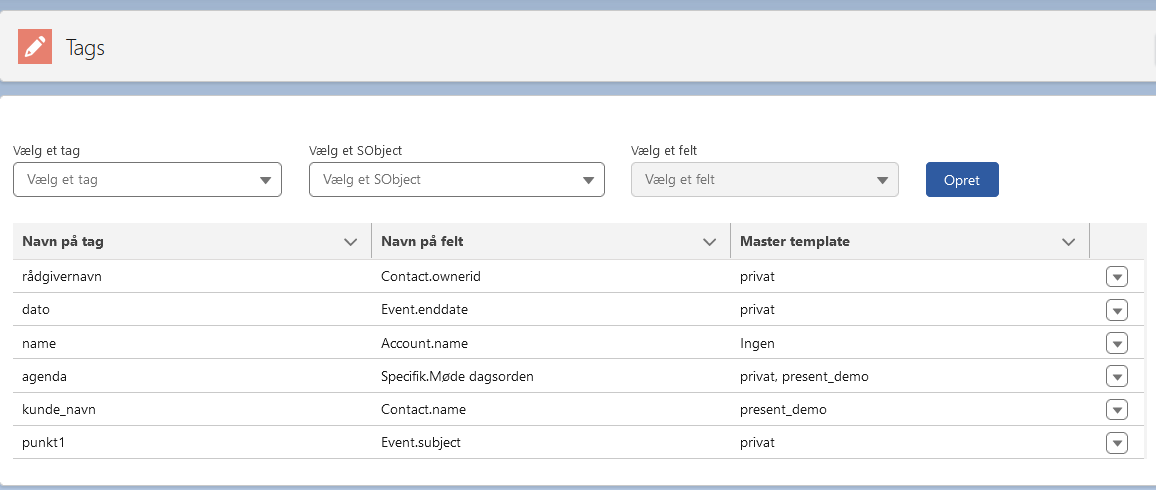 Tags
Vælg et tag Vælg et SObject Vælg et felt
Vælg et tag Vælg et SObject Vælg et felt Opret
Navn på tag Navn på felt Master template
rådgivernavn Contact.ownerid privat
dato Event.enddate privat
name Account.name Ingen
agenda Specifik.Møde dagsorden privat, present_demo
kunde_navn Contact.name present_demo
punkt1 Event.subject privat